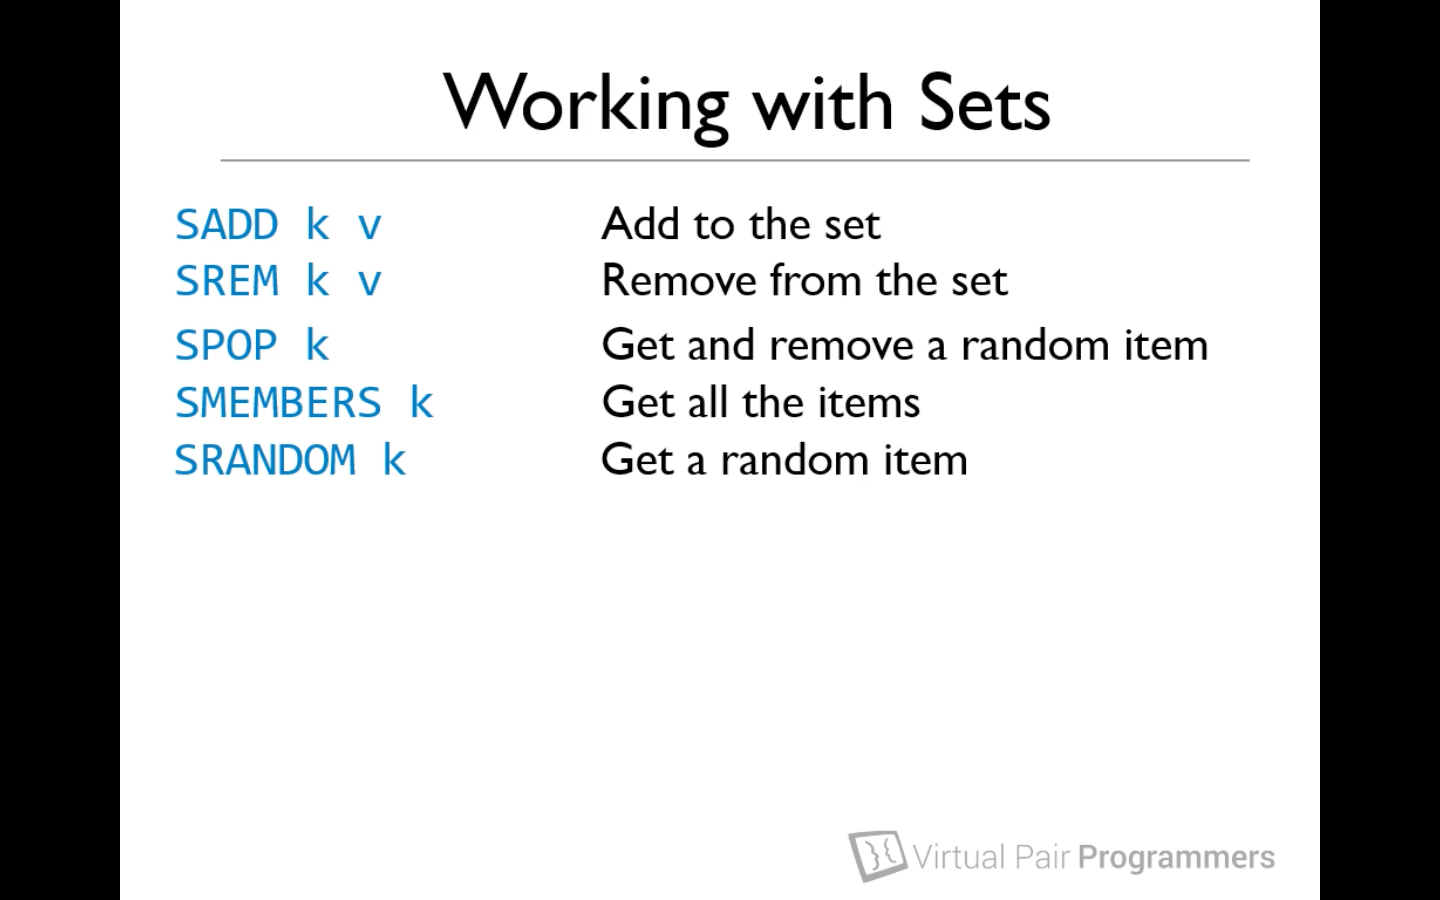 Working with Sets
SADD k v Add to the set
SREM k v Remove from the set
SPOP k Get and remove a random item
SMEMBERS k Get all the items
SRANDOM k Get a random item
Virtual Pair Programmers